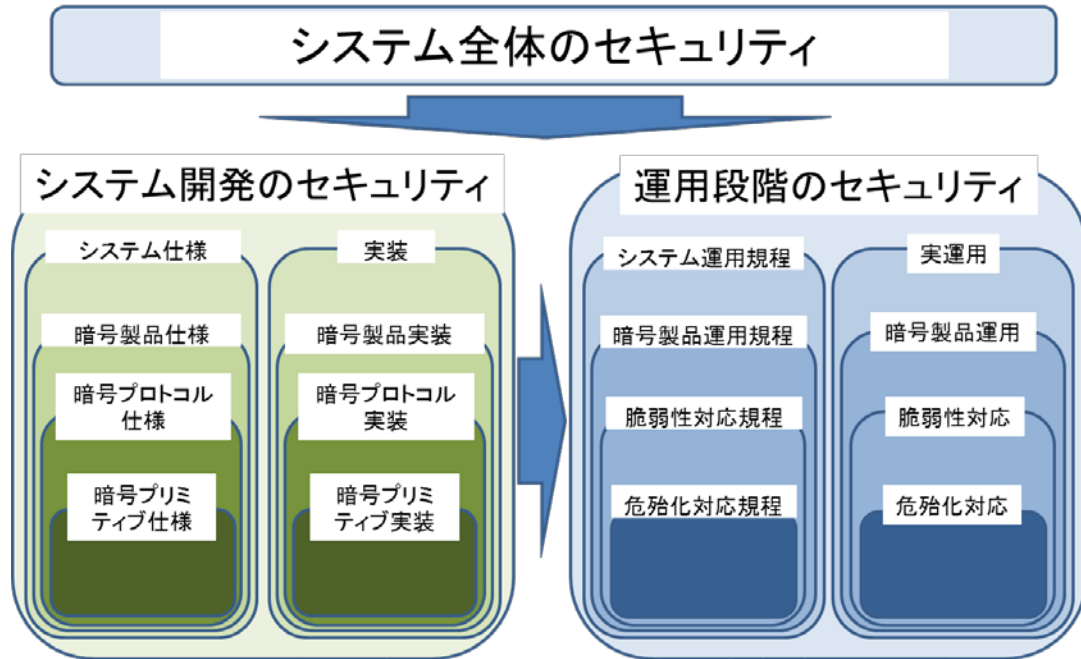 システム全体のセキュリティ
システム開発のセキュリティ
システム仕様
暗号製品仕様
暗号プロトコル
仕様
暗号プリミ
ティブ仕様
実装
暗号製品実装
暗号プロトコル
実装
暗号プリミ
ティブ実装
運用段階のセキュリティ
システム運用規程
暗号製品運用規程
脆弱性対応規程
危殆化対応規程
実運用
暗号製品運用
脆弱性対応
危殆化対応